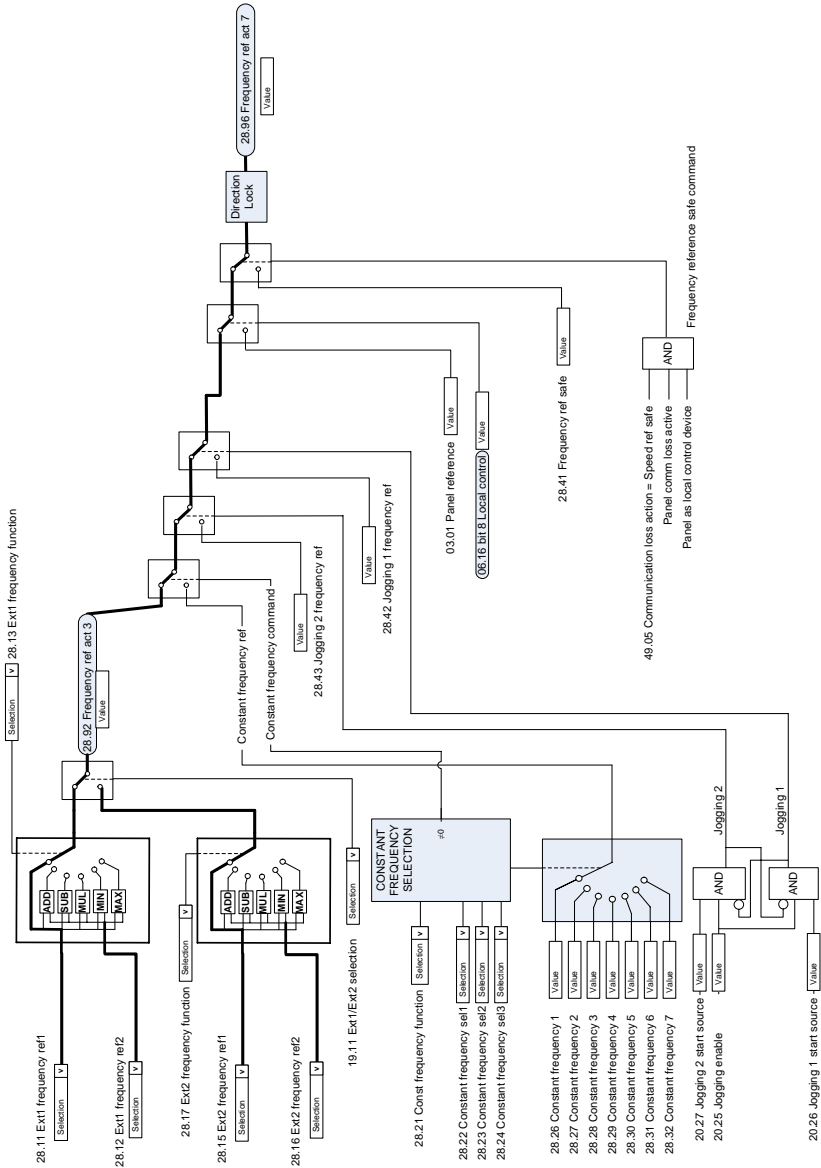 28.11 Ext1 frequency ref1
Selection v
28.12 Ext1 frequency ref2
Selection v
ADD
SUB
MUL
MIN
MAX
Selection v
28.13 Ext1 frequency function
28.17 Ext2 frequency function
Selection v
28.15 Ext2 frequency ref1
Selection v
28.16 Ext2 frequency ref2
Selection v
ADD
SUB
MUL
MIN
MAX
19.11 Ext1/Ext2 selection
Selection v
28.92 Frequency ref act 3
Value
Constant frequency ref
Constant frequency command
28.21 Const frequency function
Selection v
28.22 Constant frequency sel1
Selection v
28.23 Constant frequency sel2
Selection v
28.24 Constant frequency sel3
Selection v
CONSTANT
FREQUENCY
SELECTION
≠0
28.26 Constant frequency 1
Value
28.27 Constant frequency 2
Value
28.28 Constant frequency 3
Value
28.29 Constant frequency 4
Value
28.30 Constant frequency 5
Value
28.31 Constant frequency 6
Value
28.32 Constant frequency 7
Value
20.27 Jogging 2 start source
Value
20.25 Jogging enable
Value
20.26 Jogging 1 start source
Value
AND
AND
Jogging 2
Jogging 1
Value
28.43 Jogging 2 frequency ref
Value
28.42 Jogging 1 frequency ref
03.01 Panel reference
Value
06.16 bit 8 Local control
Value
28.41 Frequency ref safe
Value
49.05 Communication loss action = Speed ref safe
Panel comm loss active
Panel as local control device
AND
Frequency reference safe command
Direction
Lock
28.96 Frequency ref act 7
Value